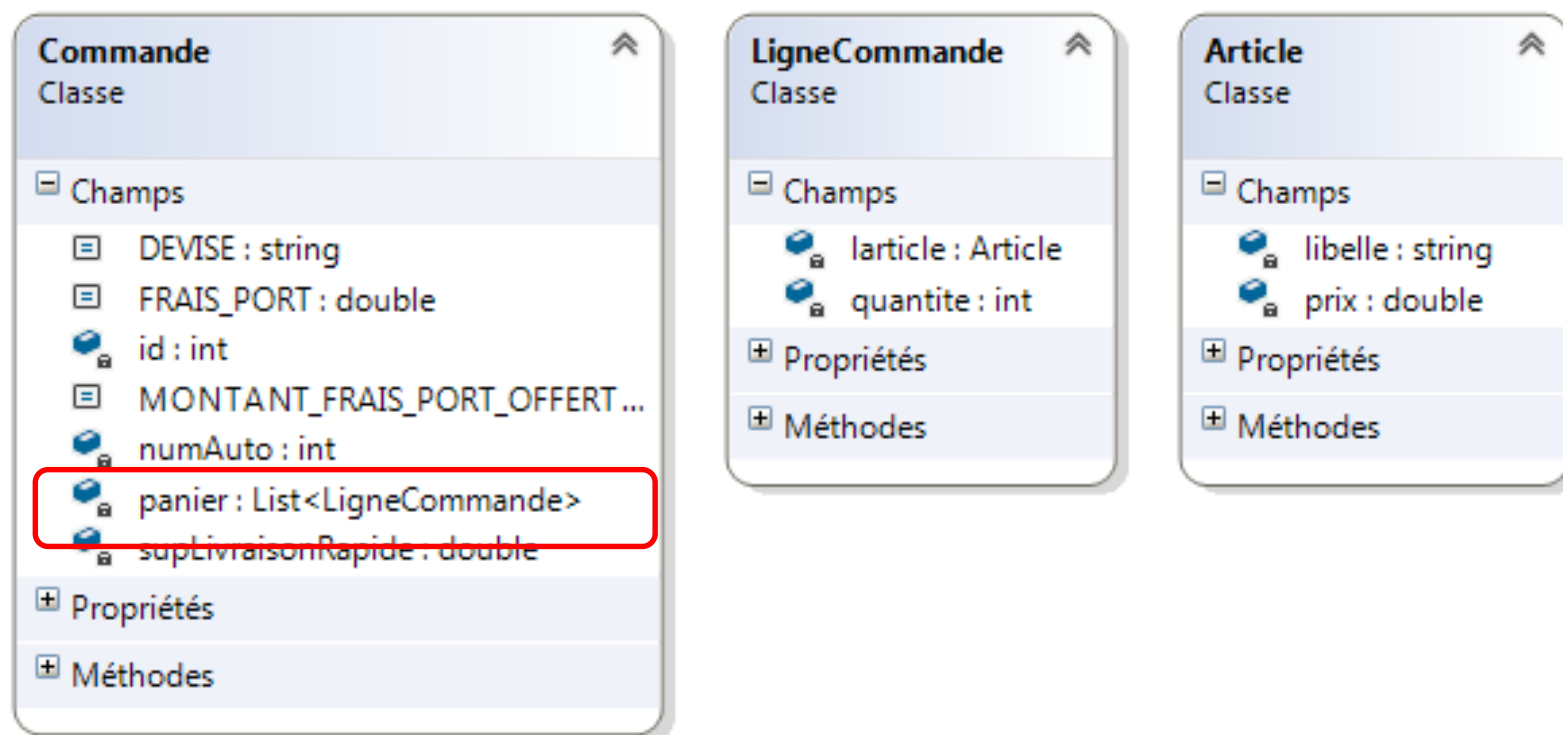 Commande
Classe
Champs
DEVISE : string
FRAIS_PORT : double
id : int
MONTANT_FRAIS_PORT_OFFERT...
numAuto : int
panier : List<LigneCommande>
supLivraisonRapide : double
Propriétés
Méthodes
LigneCommande
Classe
Champs
larticle : Article
quantite : int
Propriétés
Méthodes
Article
Classe
Champs
libelle : string
prix : double
Propriétés
Méthodes